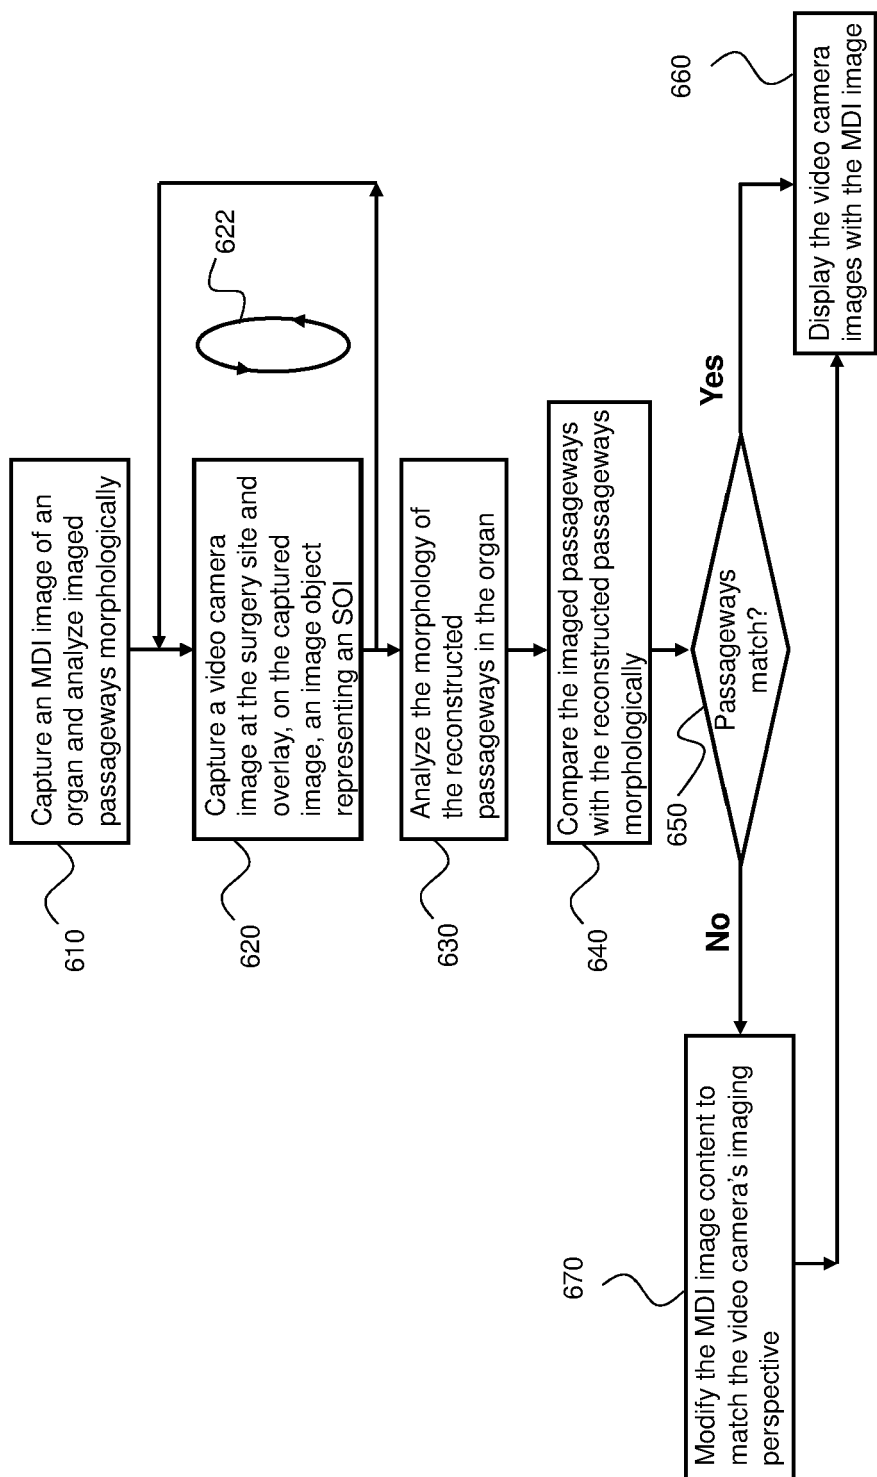 610
Capture an MDI image of an
organ and analyze imaged
passageways morphologically
620
Capture a video camera
image at the surgery site and
overlay, on the captured
image, an image object
representing an SOI
622
630
Analyze the morphology of
the reconstructed
passageways in the organ
640
Compare the imaged passageways
with the reconstructed passageways
morphologically
650
Passageways
match?
No
Yes
670
Modify the MDI image content to
match the video camera's imaging
perspective
660
Display the video camera
images with the MDI image